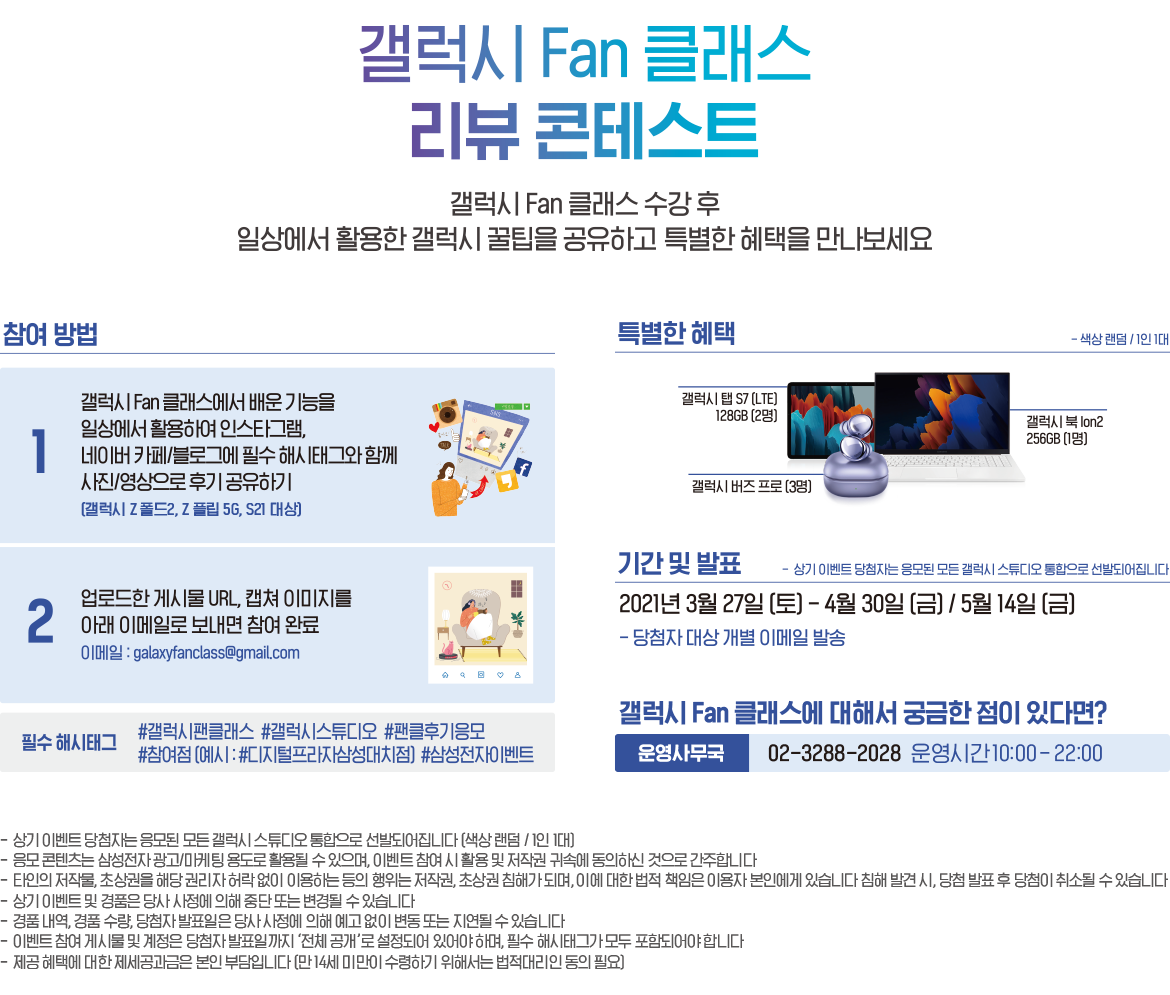 갤럭시 Fan 클래스
리뷰 콘테스트
갤럭시 Fan 클래스 수강 후
일상에서 활용한 갤럭시 꿀팁을 공유하고 특별한 혜택을 만나보세요
참여 방법
1
갤럭시 Fan 클래스에서 배운 기능을
일상에서 활용하여 인스타그램,
네이버 카페/블로그에 필수 해시태그와 함께
사진/영상으로 후기 공유하기
(갤럭시 Z 폴드2, Z 플립 5G, S21 대상)
SNS
2
업로드한 게시물 URL, 캡쳐 이미지를
아래 이메일로 보내면 참여 완료
이메일 : galaxyfanclass@gmail.com
필수 해시태그
#갤럭시팬클래스 #갤럭시스튜디오 #팬클후기응모
#참여점 (예시 : #디지털프라자삼성대치점) #삼성전자이벤트
특별한 혜택
- 색상 랜덤 / 1인 1대
갤럭시 탭 S7 (LTE)
128GB (2명)
갤럭시 북 Ion2
256GB (1명)
갤럭시 버즈 프로 (3명)
기간 및 발표
- 상기 이벤트 당첨자는 응모된 모든 갤럭시 스튜디오 통합으로 선발되어집니다
2021년 3월 27일 (토) - 4월 30일 (금) / 5월 14일 (금)
- 당첨자 대상 개별 이메일 발송
갤럭시 Fan 클래스에 대해서 궁금한 점이 있다면?
운영사무국
02-3288-2028 운영시간 10:00 - 22:00
- 상기 이벤트 당첨자는 응모된 모든 갤럭시 스튜디오 통합으로 선발되어집니다 (색상 랜덤 / 1인 1대)
- 응모 콘텐츠는 삼성전자 광고/마케팅 용도로 활용될 수 있으며, 이벤트 참여 시 활용 및 저작권 귀속에 동의하신 것으로 간주합니다
- 타인의 저작물, 초상권을 해당 권리자 허락 없이 이용하는 등의 행위는 저작권, 초상권 침해가 되며, 이에 대한 법적 책임은 이용자 본인에게 있습니다 침해 발견 시, 당첨 발표 후 당첨이 취소될 수 있습니다
- 상기 이벤트 및 경품은 당사 사정에 의해 중단 또는 변경될 수 있습니다
- 경품 내역, 경품 수량, 당첨자 발표일은 당사 사정에 의해 예고 없이 변동 또는 지연될 수 있습니다
- 이벤트 참여 게시물 및 계정은 당첨자 발표일까지 ‘전체 공개’로 설정되어 있어야 하며, 필수 해시태그가 모두 포함되어야 합니다
- 제공 혜택에 대한 제세공과금은 본인 부담입니다 (만 14세 미만이 수령하기 위해서는 법적대리인 동의 필요)